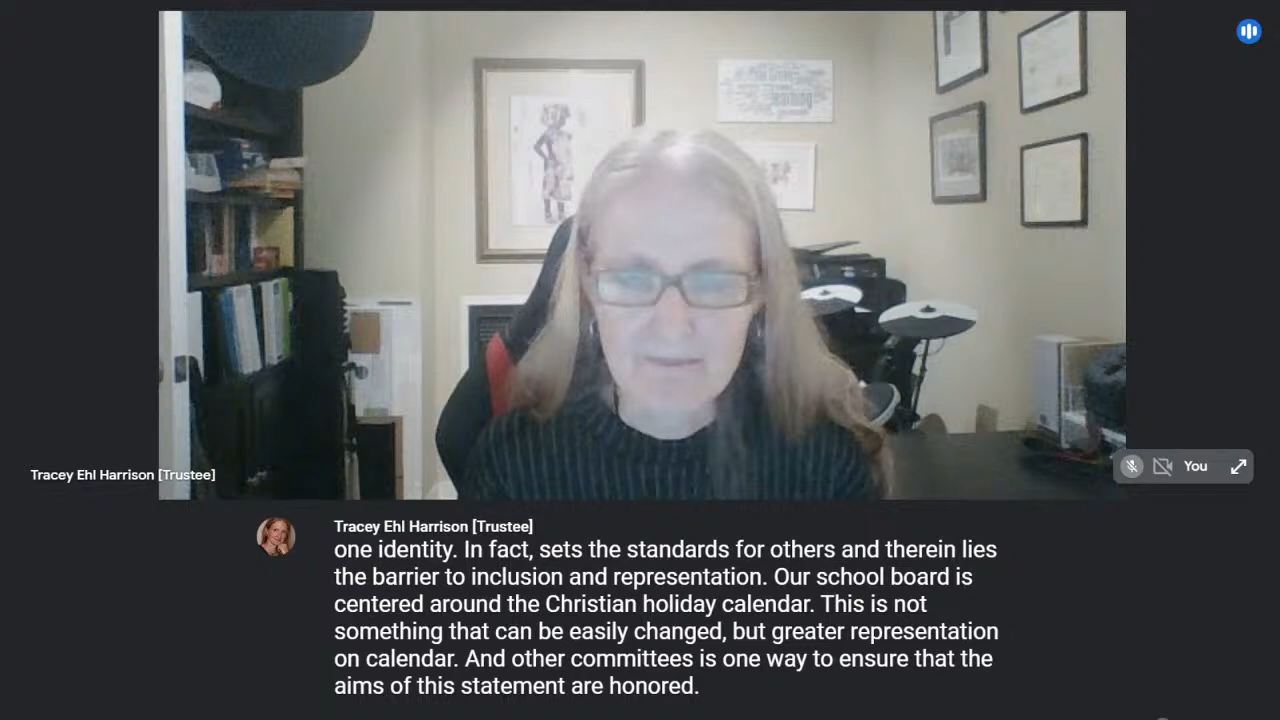 learning
Tracey Ehl Harrison [Trustee]
You
Tracey Ehl Harrison [Trustee]
one identity. In fact, sets the standards for others and therein lies
the barrier to inclusion and representation. Our school board is
centered around the Christian holiday calendar. This is not
something that can be easily changed, but greater representation
on calendar. And other committees is one way to ensure that the
aims of this statement are honored.